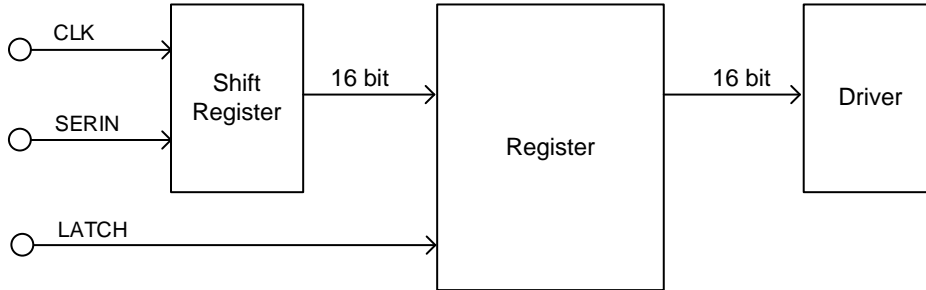 CLK
SERIN
LATCH
Shift
Register
16 bit
Register
16 bit
Driver